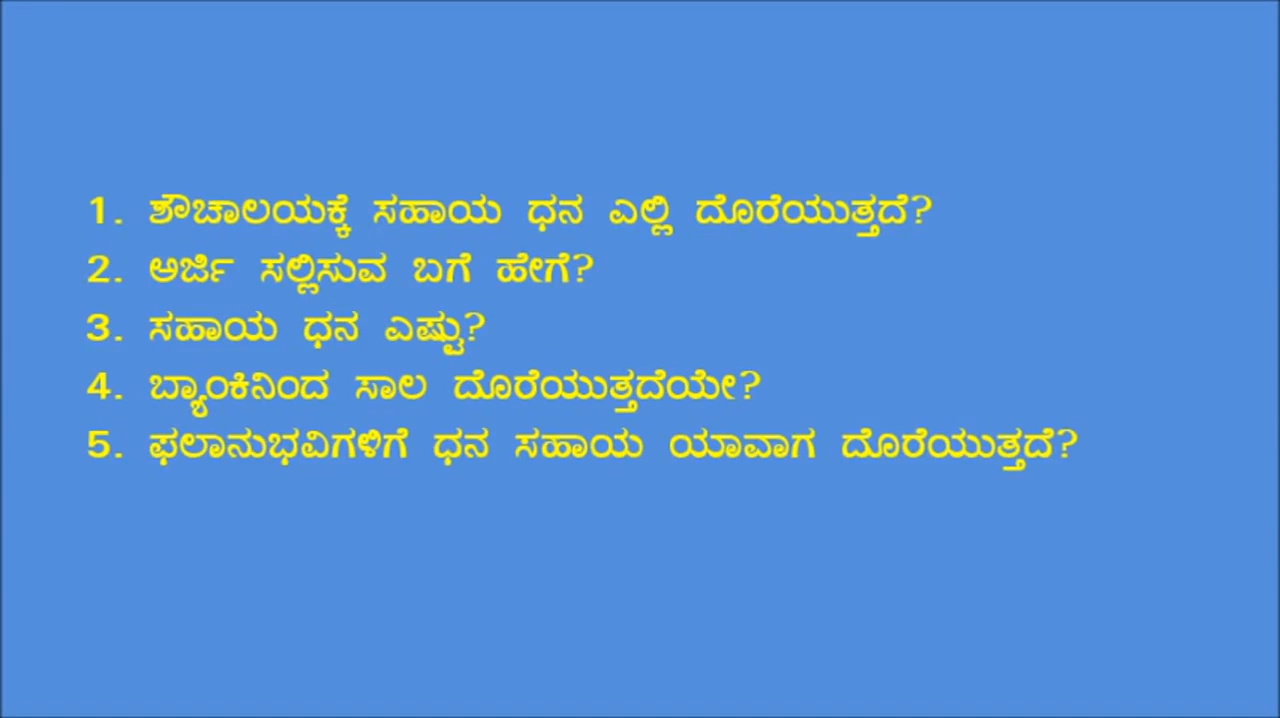 1. ಶೌಚಾಲಯಕ್ಕೆ ಸಹಾಯ ಧನ ಎಲ್ಲಿ ದೊರೆಯುತ್ತದೆ?
2. ಅರ್ಜಿ ಸಲ್ಲಿಸುವ ಬಗೆ ಹೇಗೆ?
3. ಸಹಾಯ ಧನ ಎಷ್ಟು?
4. ಬ್ಯಾಂಕಿನಿಂದ ಸಾಲ ದೊರೆಯುತ್ತದೆಯೇ?
5. ಫಲಾನುಭವಿಗಳಿಗೆ ಧನ ಸಹಾಯ ಯಾವಾಗ ದೊರೆಯುತ್ತದೆ?